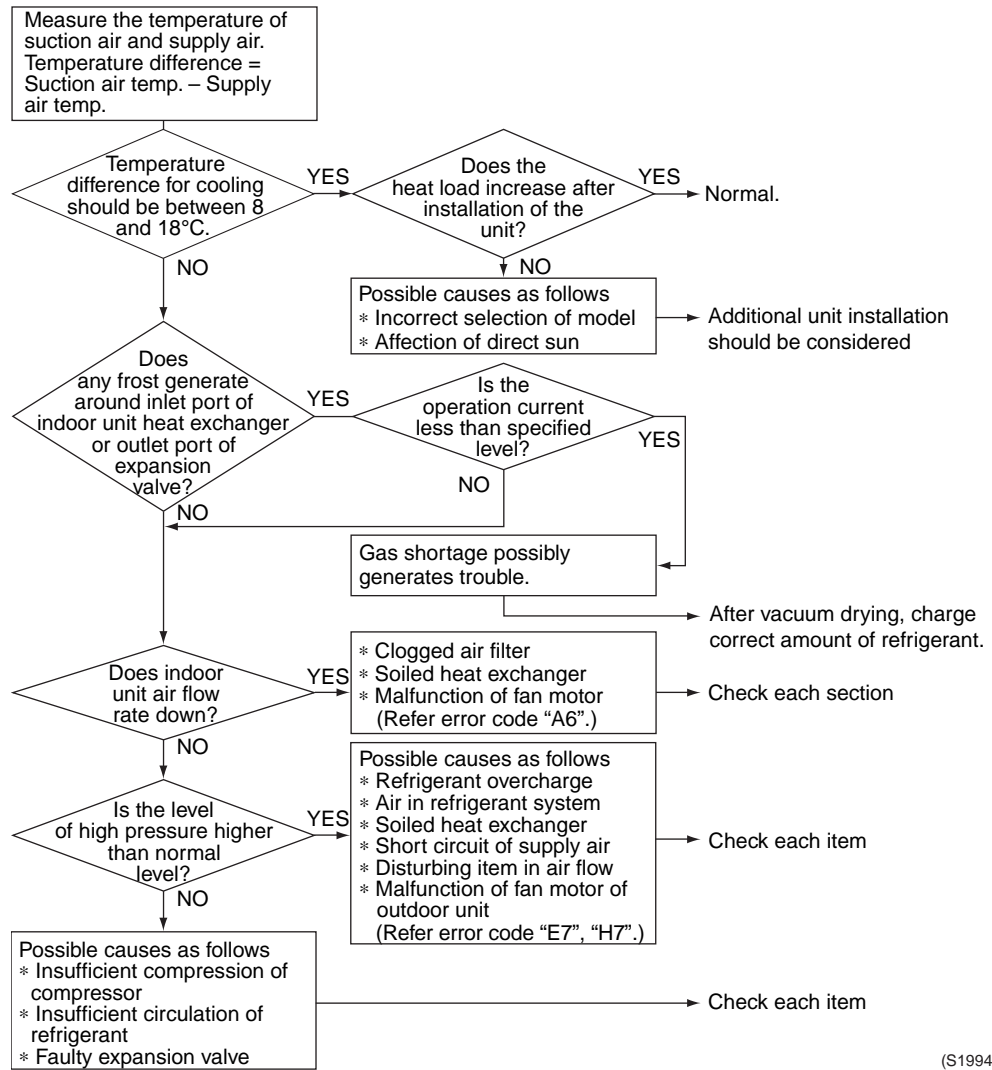 Measure the temperature of
suction air and supply air.
Temperature difference =
Suction air temp. – Supply
air temp.
Temperature
difference for cooling
should be between 8
and 18°C.
YES
Does the
heat load increase after
installation of the
unit?
YES
Normal.
NO
NO
Possible causes as follows
* Incorrect selection of model
* Affection of direct sun
Additional unit installation
should be considered
Does
any frost generate
around inlet port of
indoor unit heat exchanger
or outlet port of
expansion
valve?
YES
Is the
operation current
less than specified
level?
YES
NO
NO
Gas shortage possibly
generates trouble.
After vacuum drying, charge
correct amount of refrigerant.
Does indoor
unit air flow
rate down?
YES
* Clogged air filter
* Soiled heat exchanger
* Malfunction of fan motor
(Refer error code “A6”.)
Check each section
NO
Is the level
of high pressure higher
than normal
level?
YES
Possible causes as follows
* Refrigerant overcharge
* Air in refrigerant system
* Soiled heat exchanger
* Short circuit of supply air
* Disturbing item in air flow
* Malfunction of fan motor of
outdoor unit
(Refer error code “E7”, “H7”.)
Check each item
NO
Possible causes as follows
* Insufficient compression of
compressor
* Insufficient circulation of
refrigerant
* Faulty expansion valve
Check each item
(S1994